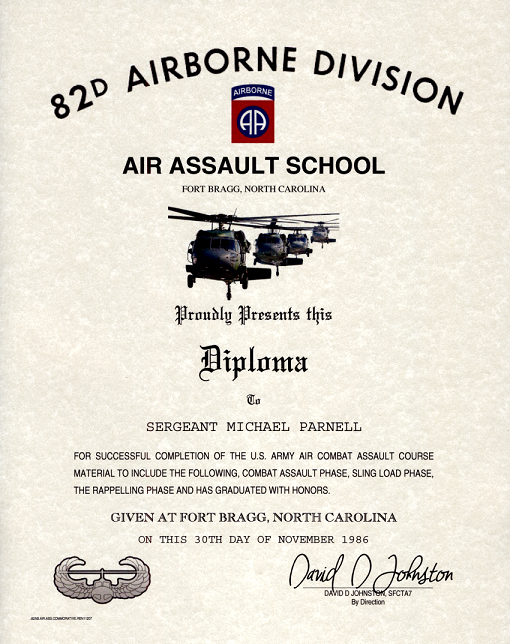 82D AIRBORNE DIVISION
AIRBORNE
AA
AIR ASSAULT SCHOOL
FORT BRAGG, NORTH CAROLINA
Proudly Presents this
Diploma
To
SERGEANT MICHAEL PARNELL
FOR SUCCESSFUL COMPLETION OF THE U.S. ARMY AIR COMBAT ASSAULT COURSE
MATERIAL TO INCLUDE THE FOLLOWING, COMBAT ASSAULT PHASE, SLING LOAD PHASE,
THE RAPPELLING PHASE AND HAS GRADUATED WITH HONORS.
GIVEN AT FORT BRAGG, NORTH CAROLINA
ON THIS 30TH DAY OF NOVEMBER 1986
David D Johnston
DAVID D JOHNSTON, SFCTA7
By Direction